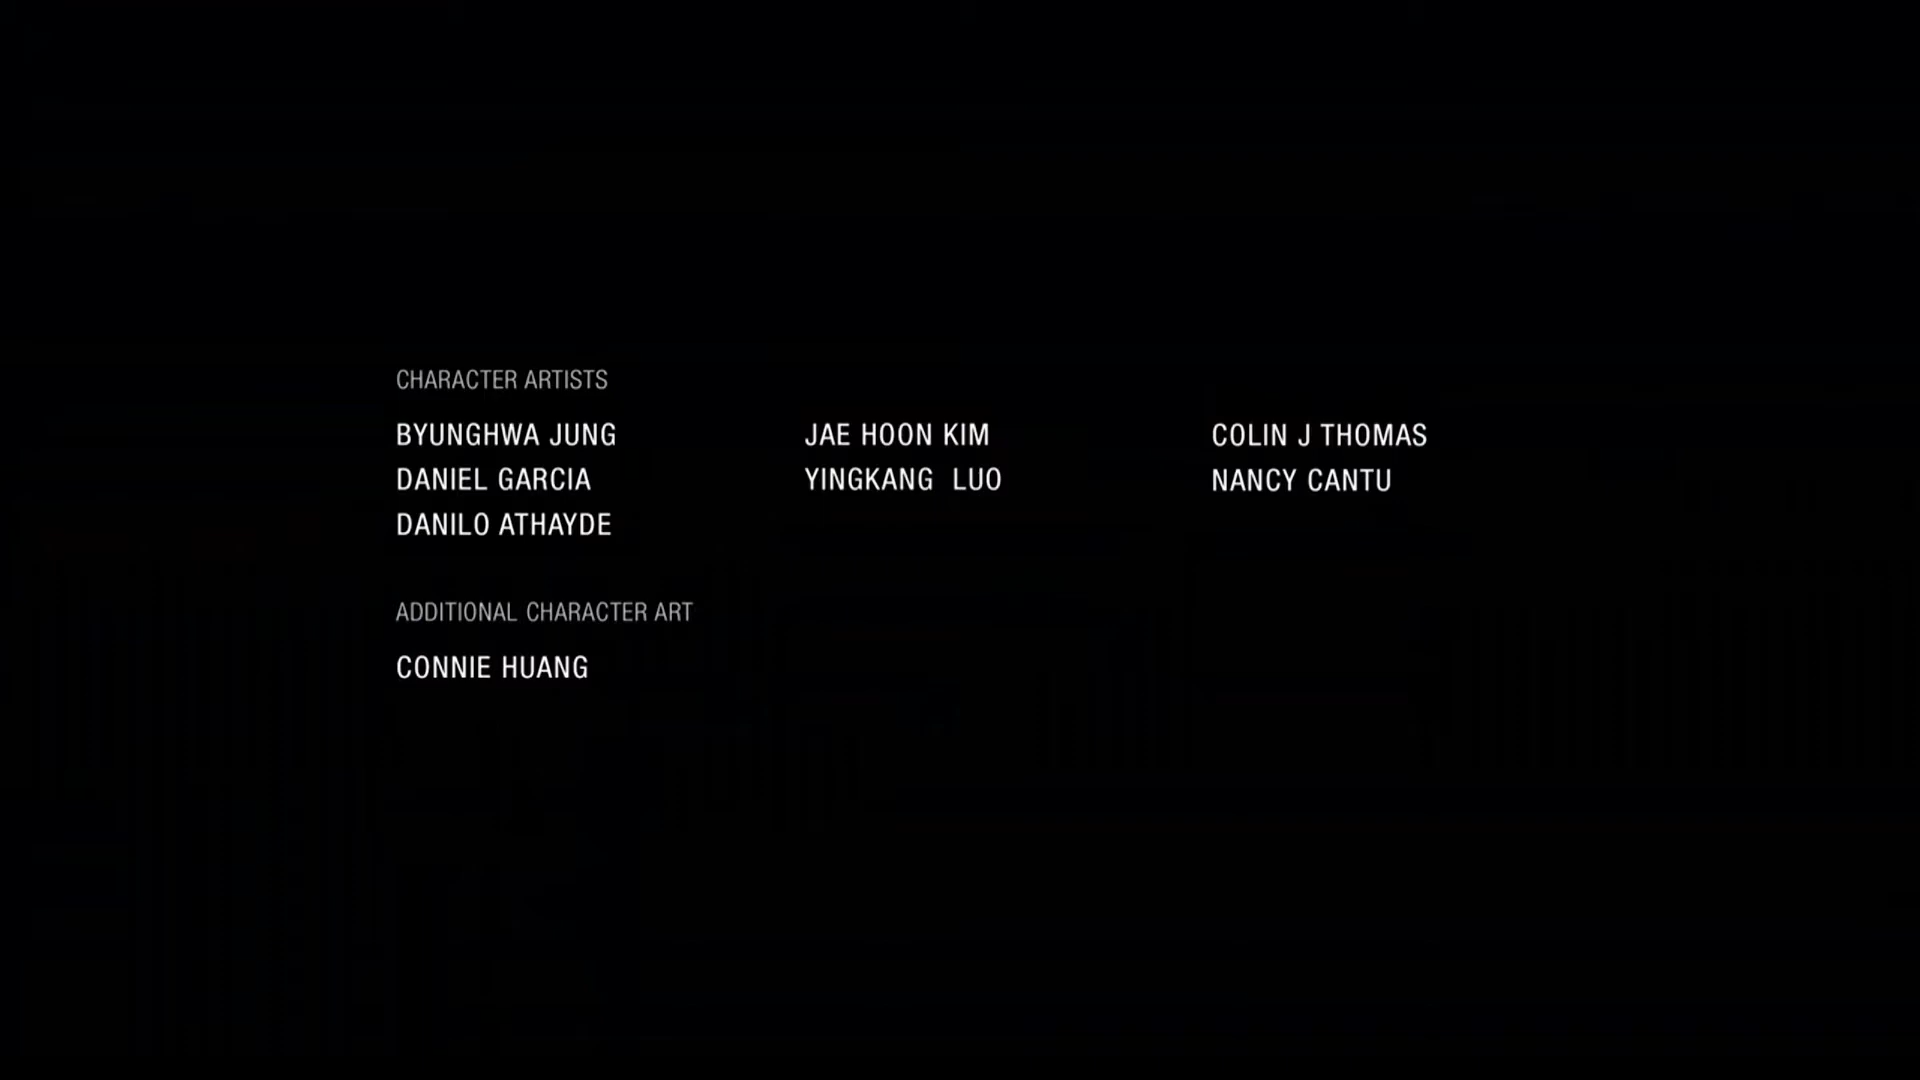 CHARACTER ARTISTS
BYUNGHWA JUNG
DANIEL GARCIA
DANILO ATHAYDE
JAE HOON KIM
YINGKANG  LUO
COLIN J THOMAS
NANCY CANTU
ADDITIONAL CHARACTER ART
CONNIE HUANG